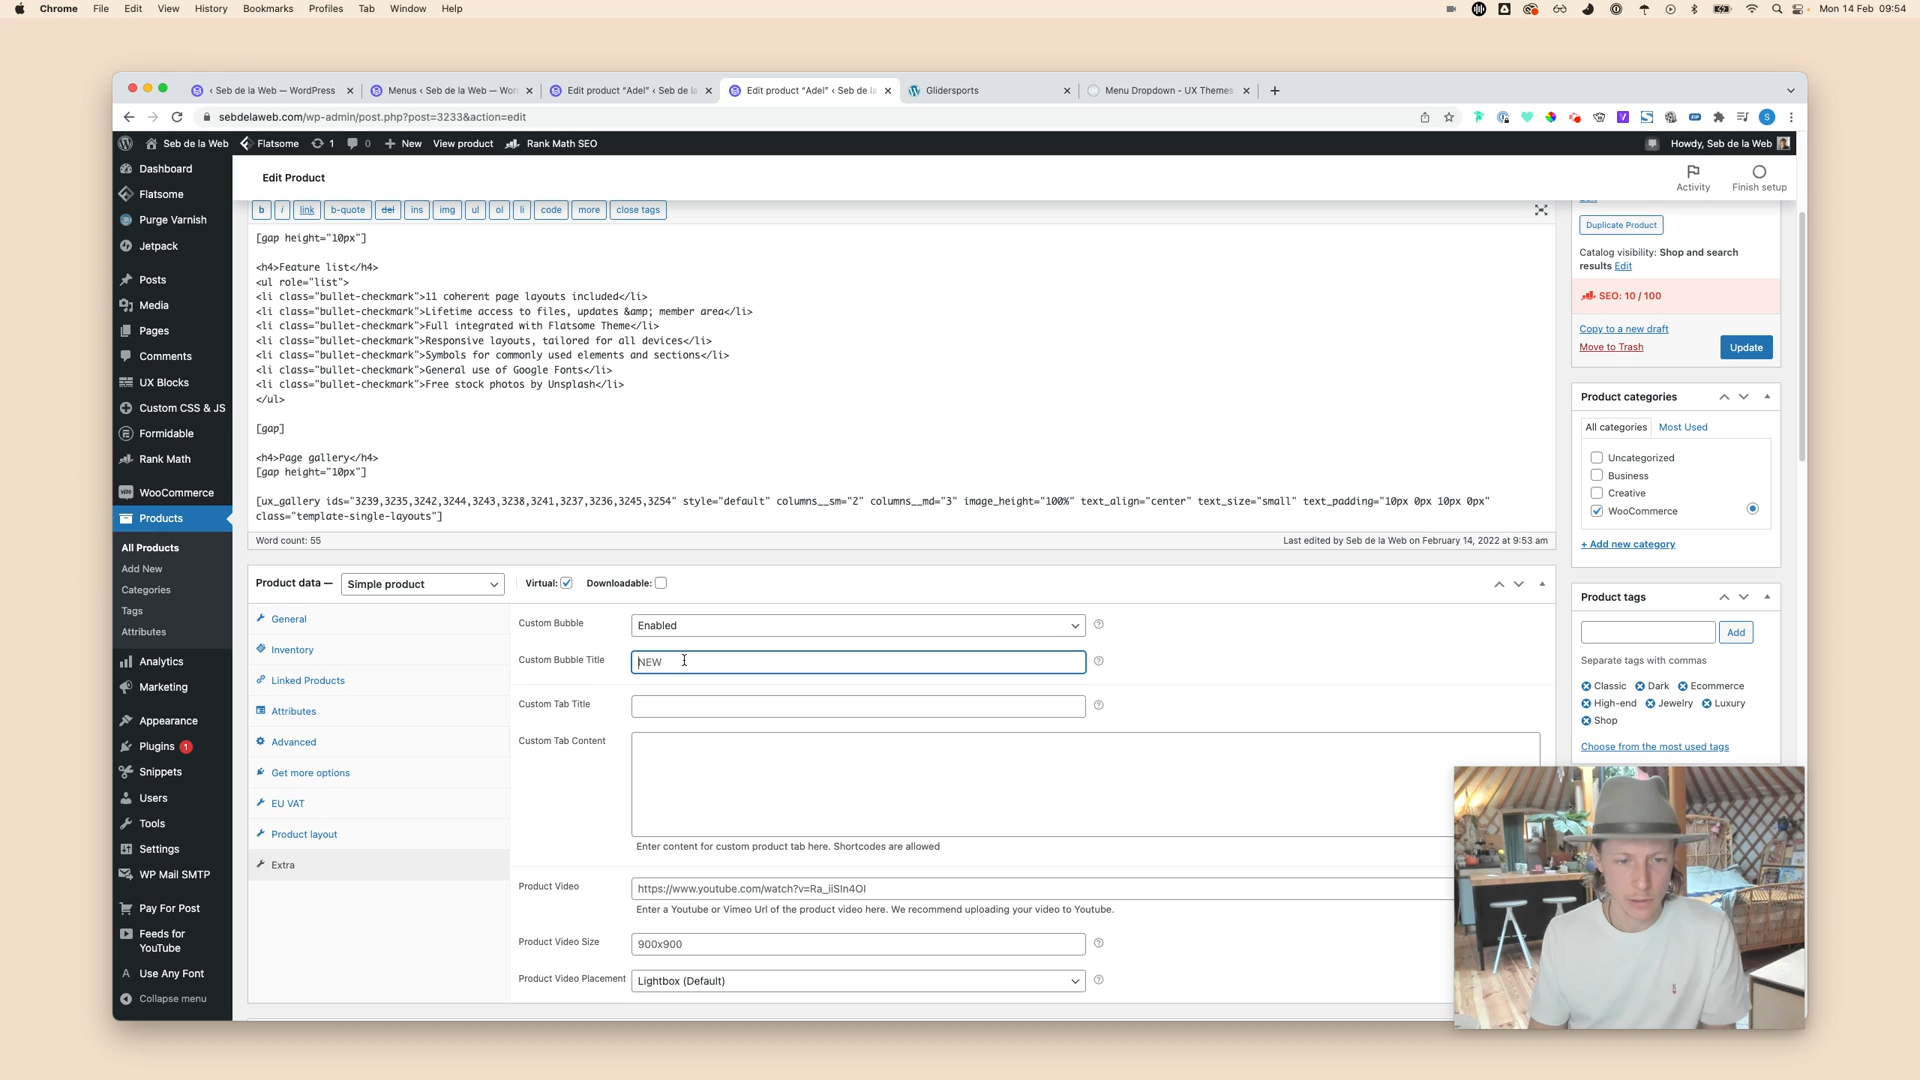 Chrome File Edit View History Bookmarks Profiles Tab Window Help Mon 14 Feb 09:54
‹ Seb de la Web — WordPress Menus ‹ Seb de la Web — Wor Edit product “Adel” ‹ Seb de la Edit product “Adel” ‹ Seb de la Glidersports Menu Dropdown - UX Themes
sebdelaweb.com/wp-admin/post.php?post=3233&action=edit
Seb de la Web Flatsome 1 0 New View product Rank Math SEO Howdy, Seb de la Web
Dashboard
Flatsome
Purge Varnish
Jetpack
Posts
Media
Pages
Comments
UX Blocks
Custom CSS & JS
Formidable
Rank Math
WooCommerce
Products
All Products
Add New
Categories
Tags
Attributes
Analytics
Marketing
Appearance
Plugins 1
Snippets
Users
Tools
Settings
WP Mail SMTP
Pay For Post
Feeds for
YouTube
Use Any Font
Collapse menu
Edit Product
Activity Finish setup
b i link b-quote del ins img ul ol li code more close tags
[gap height="10px"]
<h4>Feature list</h4>
<ul role="list">
<li class="bullet-checkmark">11 coherent page layouts included</li>
<li class="bullet-checkmark">Lifetime access to files, updates &amp; member area</li>
<li class="bullet-checkmark">Full integrated with Flatsome Theme</li>
<li class="bullet-checkmark">Responsive layouts, tailored for all devices</li>
<li class="bullet-checkmark">Symbols for commonly used elements and sections</li>
<li class="bullet-checkmark">General use of Google Fonts</li>
<li class="bullet-checkmark">Free stock photos by Unsplash</li>
</ul>
[gap]
<h4>Page gallery</h4>
[gap height="10px"]
[ux_gallery ids="3239,3235,3242,3244,3243,3238,3241,3237,3236,3245,3254" style="default" columns__sm="2" columns__md="3" image_height="100%" text_align="center" text_size="small" text_padding="10px 0px 10px 0px"
class="template-single-layouts"]
Word count: 55 Last edited by Seb de la Web on February 14, 2022 at 9:53 am
Product data — Simple product Virtual: Downloadable:
General
Inventory
Linked Products
Attributes
Advanced
Get more options
EU VAT
Product layout
Extra
Custom Bubble Enabled
Custom Bubble Title NEW
Custom Tab Title
Custom Tab Content
Enter content for custom product tab here. Shortcodes are allowed
Product Video https://www.youtube.com/watch?v=Ra_iiSIn4OI
Enter a Youtube or Vimeo Url of the product video here. We recommend uploading your video to Youtube.
Product Video Size 900x900
Product Video Placement Lightbox (Default)
Duplicate Product
Catalog visibility: Shop and search
results Edit
SEO: 10 / 100
Copy to a new draft
Move to Trash Update
Product categories
All categories Most Used
Uncategorized
Business
Creative
WooCommerce
+ Add new category
Product tags
Add
Separate tags with commas
Classic Dark Ecommerce
High-end Jewelry Luxury
Shop
Choose from the most used tags